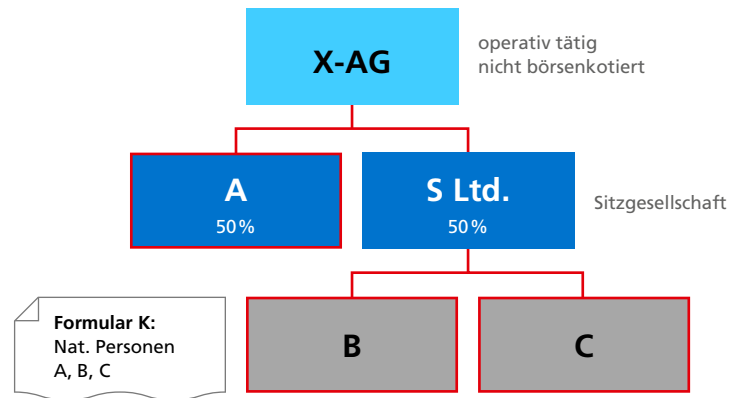 X-AG
operativ tätig
nicht börsenkotiert
A
50%
S Ltd.
50%
Sitzgesellschaft
Formular K:
Nat. Personen
A, B, C
B
C